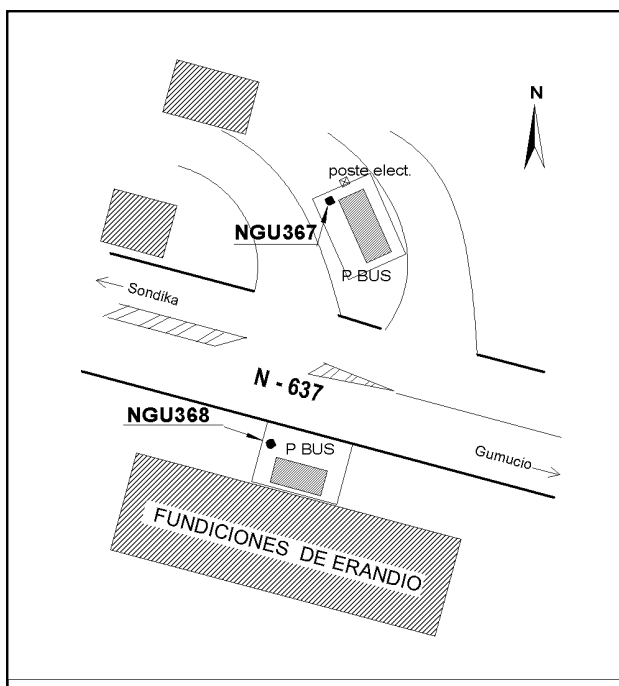 N
poste elect.
NGU367
P BUS
Sondika
N - 637
NGU368
P BUS
Gumucio
FUNDICIONES DE ERANDIO